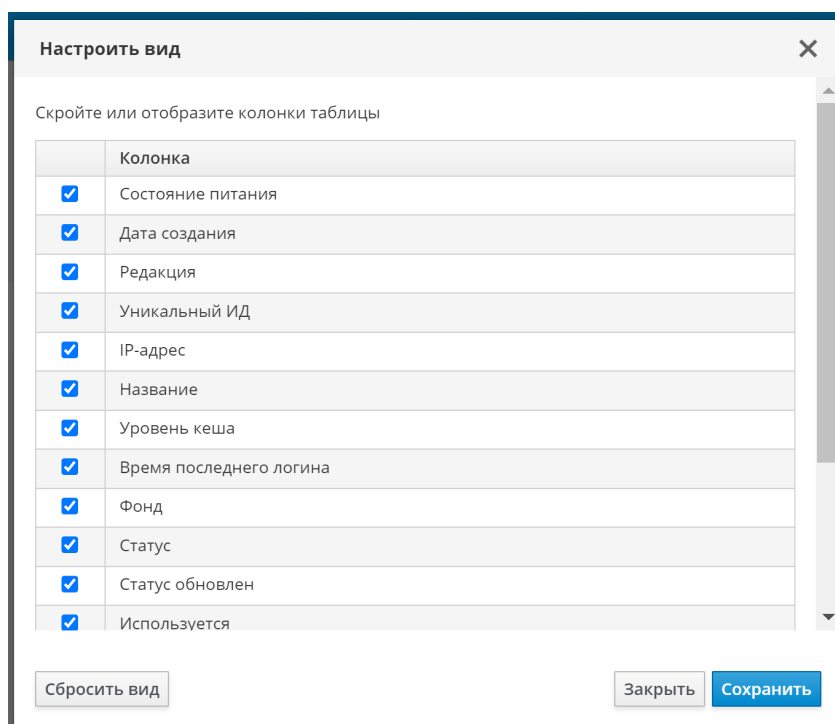 Настроить вид
Скройте или отобразите колонки таблицы
Колонка
Состояние питания
Дата создания
Редакция
Уникальный ИД
IP-адрес
Название
Уровень кеша
Время последнего логина
Фонд
Статус
Статус обновлен
Используется
Сбросить вид
Закрыть
Сохранить